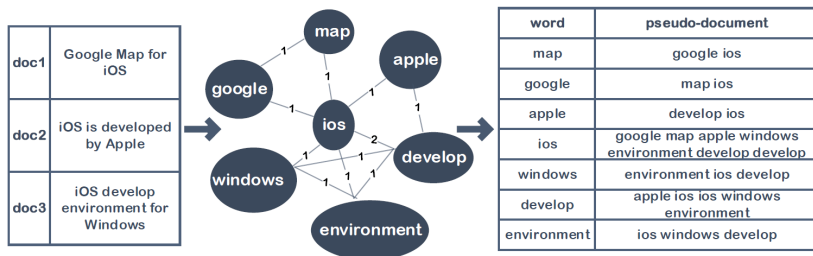 doc1
Google Map for
iOS
doc2
iOS is developed
by Apple
doc3
iOS develop
environment for
Windows
map
apple
google
ios
develop
windows
environment
1
1
1
1
1
2
1
1
1
1
1
word pseudo-document
map google ios
google map ios
apple develop ios
ios google map apple windows
environment develop develop
windows environment ios develop
develop apple ios ios windows
environment
environment ios windows develop